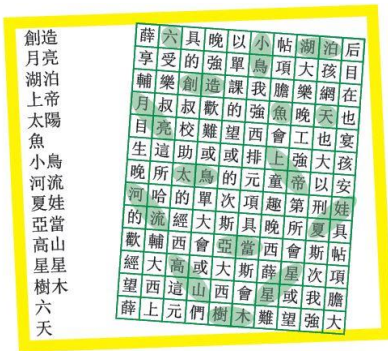 創造
月亮
湖泊
上帝
太陽
魚
小鳥
河流
夏娃
亞當
高山
星星
樹木
六
天
薛六具晚以小帖湖泊后
享受的強單鳥項大孩目
輔樂創造課我膽樂網在
月叔叔歡的強魚會天也
目亮校難望西會工也宴
生這助或或排上強大孩
晚所太鳥的元童帝以安
河哈的單次趣第刑娃
的流經大斯具晚夏具
歡輔西會亞當西所會斯帖
經大高或大斯薛星次項
望西這山西會星或我膽
薛上元們樹木難望強大